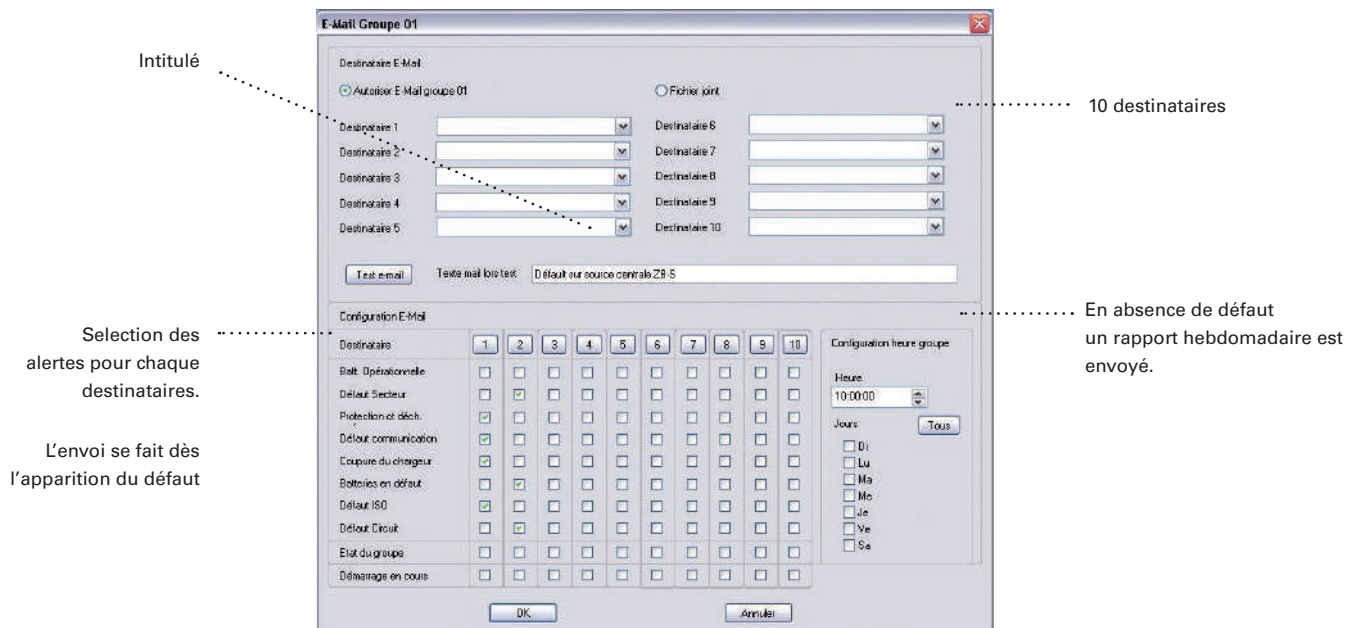 E-Mail Groupe 01
Intitulé
Destinataire E-Mail
Autoriser E-Mail groupe 01
Fichier joint
10 destinataires
Destinataire 1
Destinataire 2
Destinataire 3
Destinataire 4
Destinataire 5
Destinataire 6
Destinataire 7
Destinataire 8
Destinataire 9
Destinataire 10
Test e-mail
Texte mail lors test
Défault sur source centrale ZB-S
Selection des
alertes pour chaque
destinataires.
L'envoi se fait dès
l'apparition du défaut
Configuration E-Mail
Destinataire 1 2 3 4 5 6 7 8 9 10
Batt. Opérationnelle
Défaut Secteur
Protection et déch.
Défaut communication
Coupure du chargeur
Batteries en défaut
Défaut ISO
Défaut Circuit
Etat du groupe
Démarrage en cours
Configuration heure groupe
Heure
10:00:00
Jours
Tous
Di
Lu
Ma
Me
Je
Ve
Sa
En absence de défaut
un rapport hebdomadaire est
envoyé.
OK
Annuler